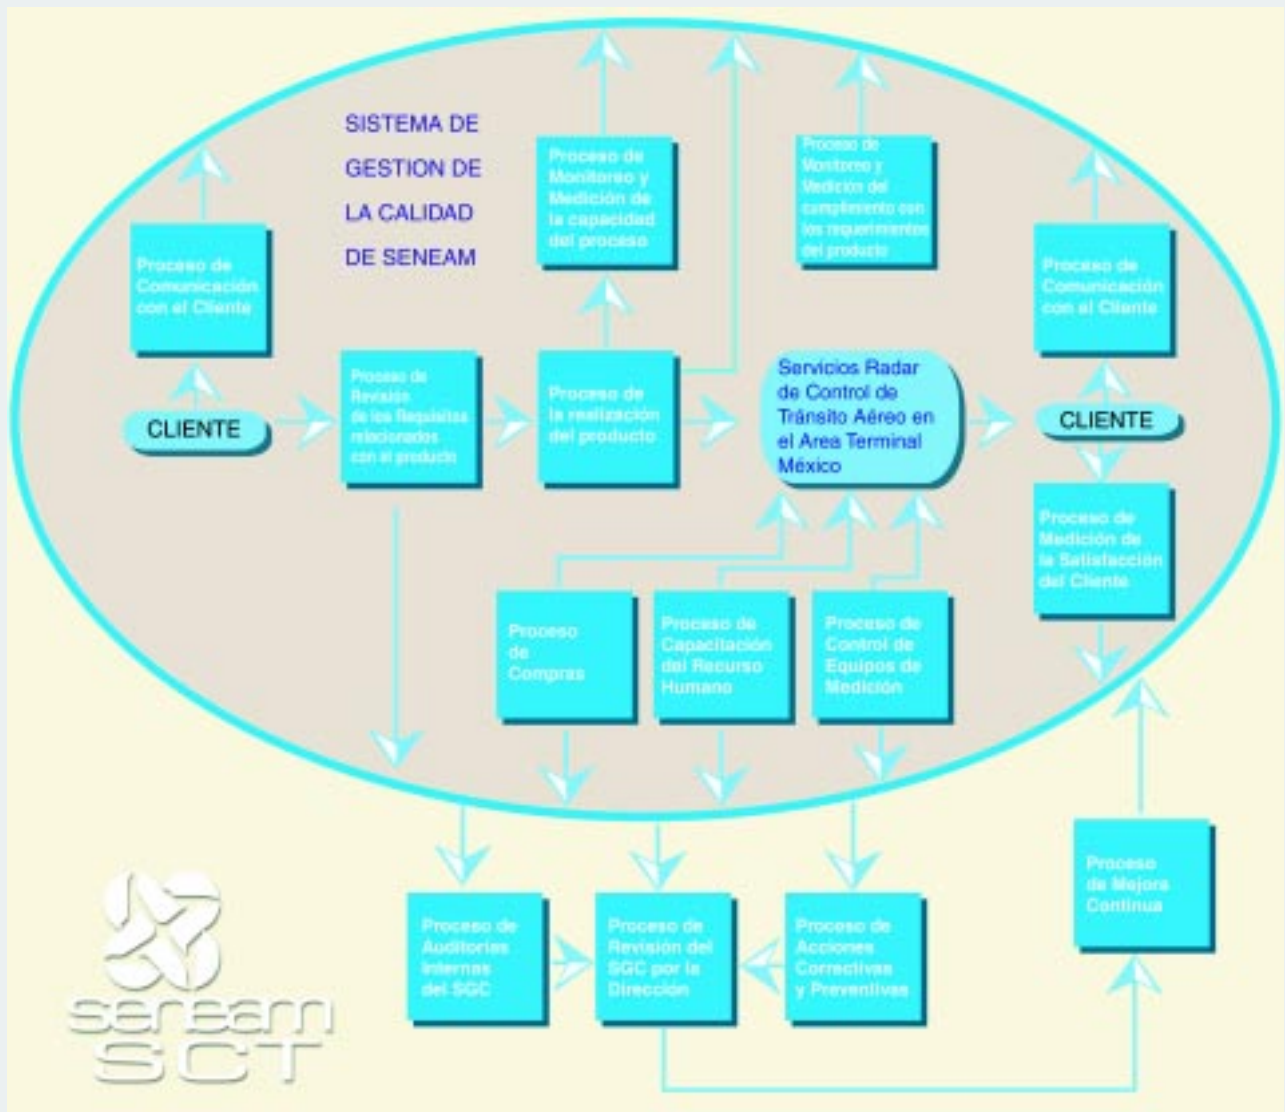 SISTEMA DE
GESTION DE
LA CALIDAD
DE SENEAM
Proceso de
Monitoreo y
Medición de
la capacidad
del proceso
Proceso de
Monitoreo y
Medición del
cumplimiento con
los requerimientos
del producto
Proceso de
Comunicación
con el Cliente
Proceso de
Comunicación
con el Cliente
CLIENTE
Proceso de
Revisión
de los Requisitos
relacionados
con el producto
Proceso de
la realización
del producto
Servicios Radar
de Control de
Tránsito Aéreo en
el Area Terminal
México
CLIENTE
Proceso de
Medición de
la Satisfacción
del Cliente
Proceso
de
Compras
Proceso de
Capacitación
del Recurso
Humano
Proceso de
Control de
Equipos de
Medición
Proceso
de Mejora
Continua
Proceso de
Auditorías
Internas
del SGC
Proceso de
Revisión del
SGC por la
Dirección
Proceso de
Acciones
Correctivas
y Preventivas
seneam
SCT